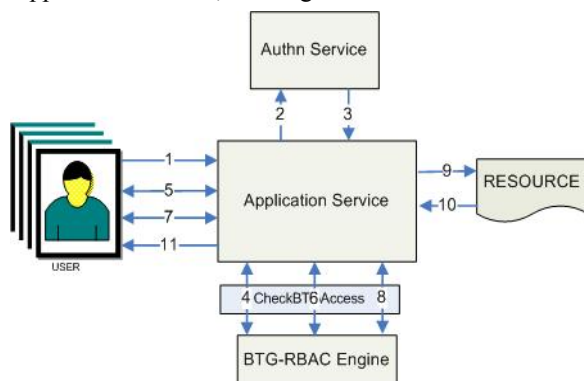 Authn Service
2
3
1
9
5
Application Service
RESOURCE
7
10
11
USER
4 CheckBT6 Access 8
BTG-RBAC Engine